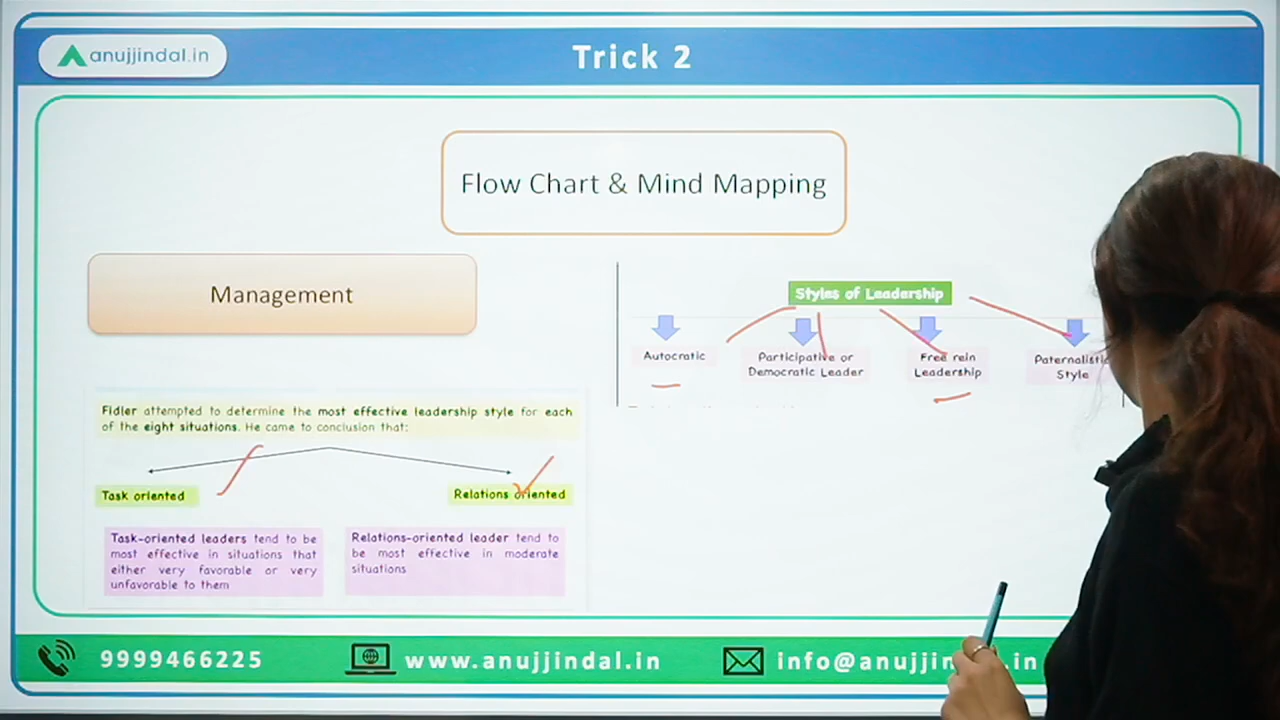 anujjindal.in
Trick 2
Flow Chart & Mind Mapping
Management
Styles of Leadership
Autocratic
Participative or
Democratic Leader
Free rein
Leadership
Paternalistic
Style
Fidler attempted to determine the most effective leadership style for each
of the eight situations. He came to conclusion that:
Task oriented
Relations oriented
Task-oriented leaders tend to be
most effective in situations that
either very favorable or very
unfavorable to them
Relations-oriented leader tend to
be most effective in moderate
situations
9999466225
www.anujjindal.in